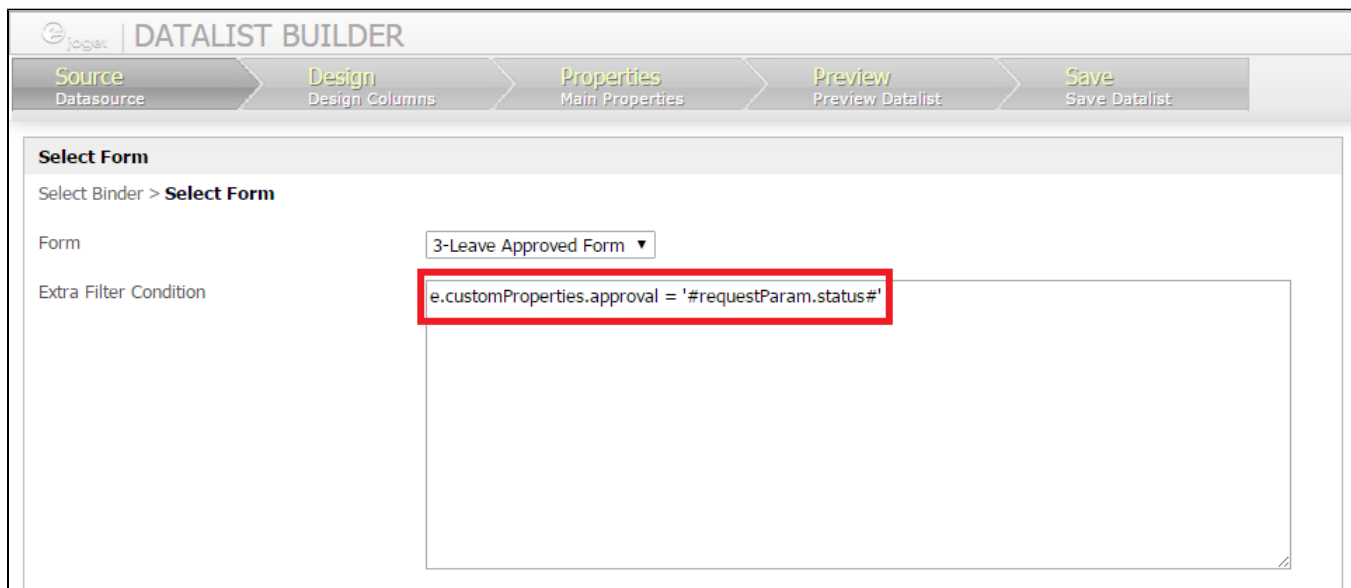 joget | DATALIST BUILDER
Source Design Properties Preview Save
Datasource Design Columns Main Properties Preview Datalist Save Datalist
Select Form
Select Binder > Select Form
Form 3-Leave Approved Form
Extra Filter Condition e.customProperties.approval = '#requestParam.status#'